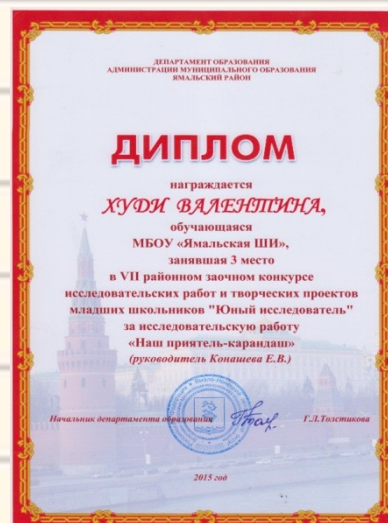 ДЕПАРТАМЕНТ ОБРАЗОВАНИЯ
АДМИНИСТРАЦИИ МУНИЦИПАЛЬНОГО ОБРАЗОВАНИЯ
ЯМАЛЬСКИЙ РАЙОН
ДИПЛОМ
награждается
ХУДИ ВАЛЕНТИНА,
обучающаяся
МБОУ «Ямальская ШИ»,
занявшая 3 место
в VII районном заочном конкурсе
исследовательских работ и творческих проектов
младших школьников "Юный исследователь"
за исследовательскую работу
«Наш приятель-карандаш»
(руководитель Конашева Е.В.)
Начальник департамента образования Г.Л.Толстикова
2015 год